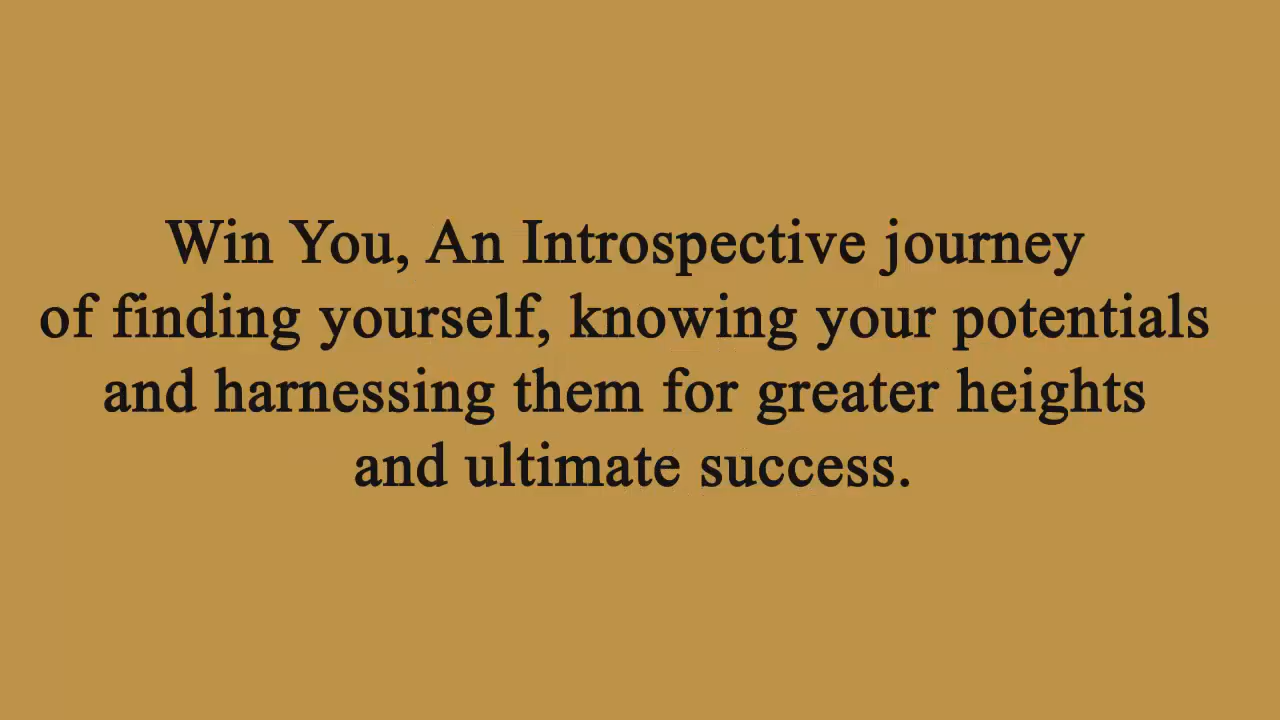 Win You, An Introspective journey
of finding yourself, knowing your potentials
and harnessing them for greater heights
and ultimate success.